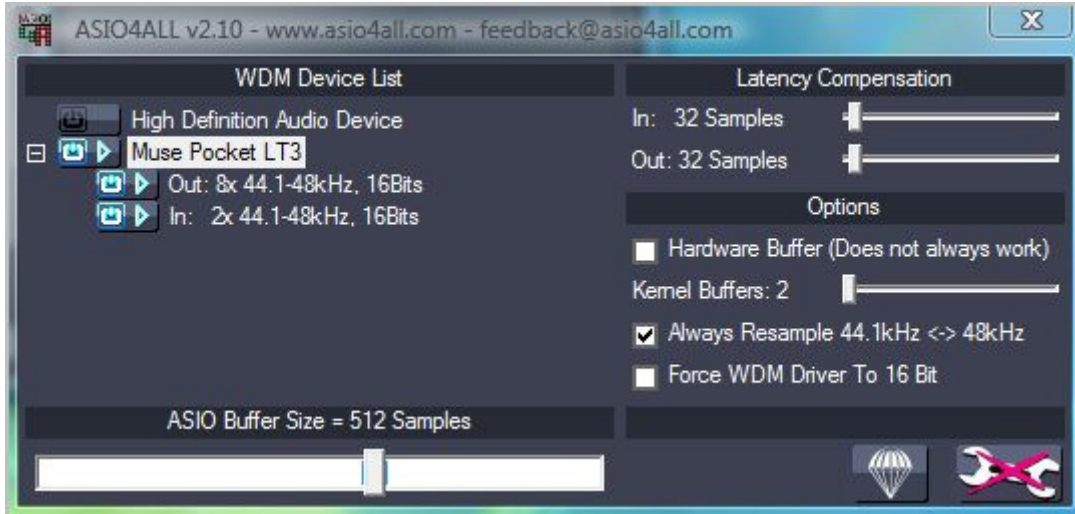 ASIO4ALL v2.10 - www.asio4all.com - feedback@asio4all.com
WDM Device List
High Definition Audio Device
Muse Pocket LT3
Out: 8x 44.1-48kHz, 16Bits
In: 2x 44.1-48kHz, 16Bits
ASIO Buffer Size = 512 Samples
Latency Compensation
In: 32 Samples
Out: 32 Samples
Options
Hardware Buffer (Does not always work)
Kernel Buffers: 2
Always Resample 44.1kHz <-> 48kHz
Force WDM Driver To 16 Bit